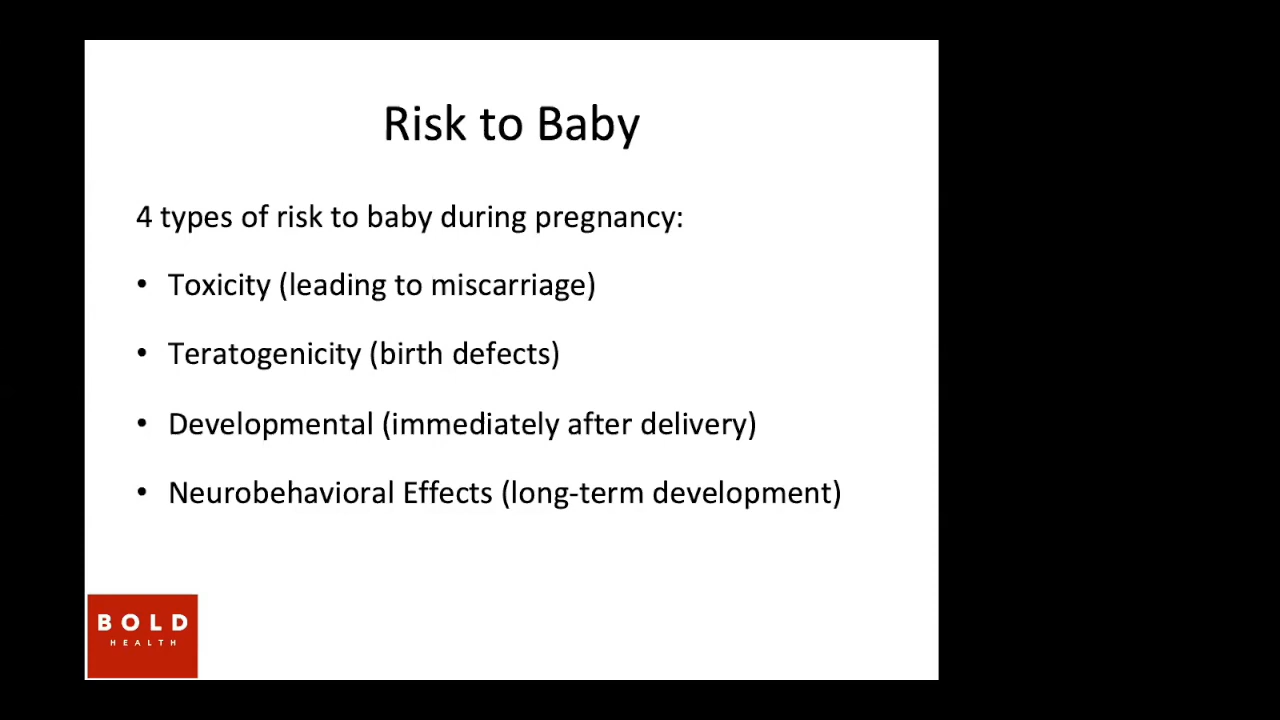 Risk to Baby
4 types of risk to baby during pregnancy:
• Toxicity (leading to miscarriage)
• Teratogenicity (birth defects)
• Developmental (immediately after delivery)
• Neurobehavioral Effects (long-term development)
BOLD
HEALTH